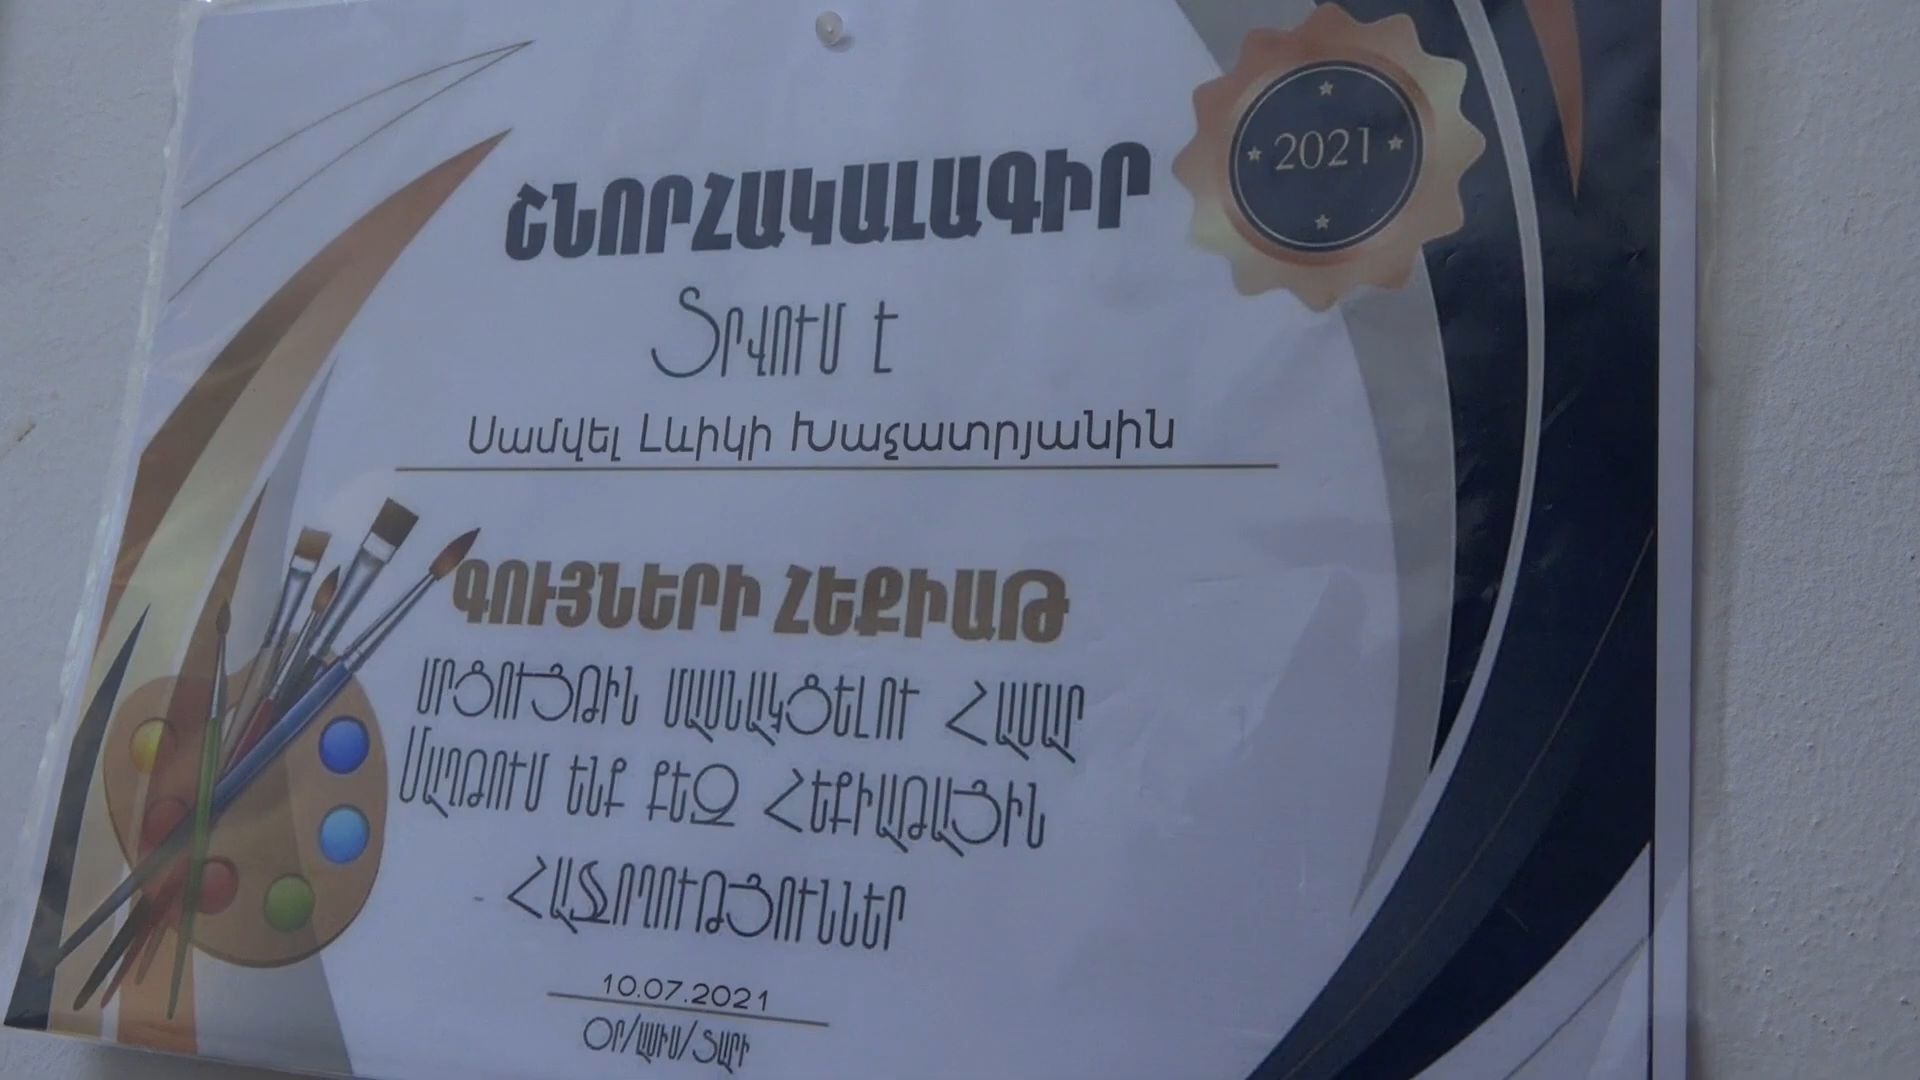 2021
ՇՆՈՐՀԱԿԱԼԱԳԻՐ
Տրվում է
Սամվել Լևիկի Խաչատրյանին
ԳՈՒՅՆԵՐԻ ՀԵՔԻԱԹ
ՄՐՑՈՒՅԹԻՆ ՄԱՍՆԱԿՑԵԼՈՒ ՀԱՄԱՐ
ՄԱՂԹՈՒՄ ԵՆՔ ՔԵԶ ՀԵՔԻԱԹԱՅԻՆ
ՀԱՋՈՂՈՒԹՅՈՒՆՆԵՐ
10.07.2021
ՕՐ/ԱՄԻՍ/ՏԱՐԻ